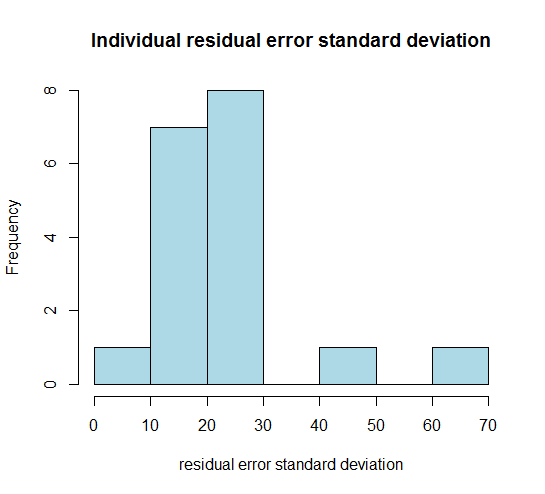 Individual residual error standard deviation
Frequency
8
6
4
2
0
0 10 20 30 40 50 60 70
residual error standard deviation